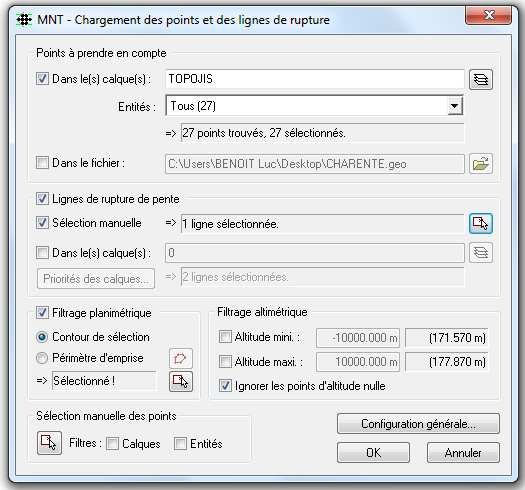 MNT - Chargement des points et des lignes de rupture
Points à prendre en compte
Dans le(s) calque(s) : TOPOJIS
Entités : Tous (27)
=> 27 points trouvés, 27 sélectionnés.
Dans le fichier : C:\Users\BENOIT Luc\Desktop\CHARENTE.geo
Lignes de rupture de pente
Sélection manuelle => 1 ligne sélectionnée.
Dans le(s) calque(s) : 0
Priorités des calques... => 2 lignes sélectionnées.
Filtrage planimétrique
Contour de sélection
Périmètre d'emprise
=> Sélectionné !
Filtrage altimétrique
Altitude mini. : -10000.000 m (171.570 m)
Altitude maxi. : 10000.000 m (177.870 m)
Ignorer les points d'altitude nulle
Sélection manuelle des points
Filtres : Calques Entités
Configuration générale...
OK Annuler